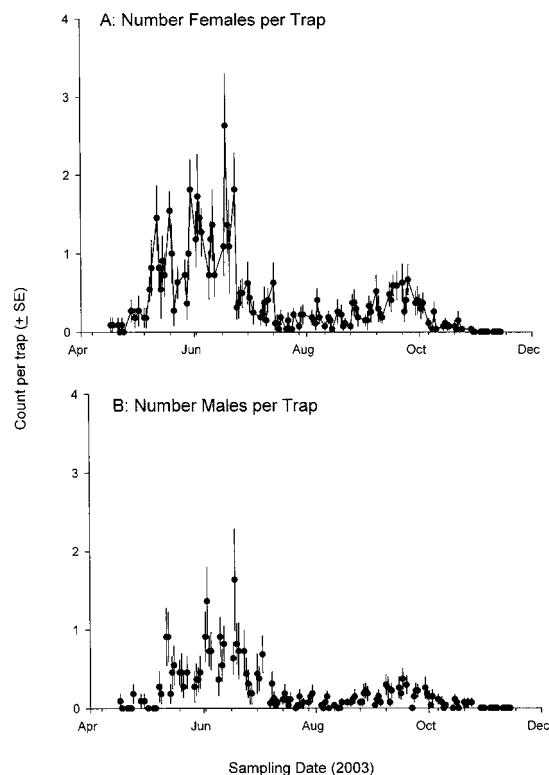 A: Number Females per Trap
4
3
2
1
0
Apr Jun Aug Oct Dec
Count per trap (± SE)
B: Number Males per Trap
4
3
2
1
0
Apr Jun Aug Oct Dec
Sampling Date (2003)